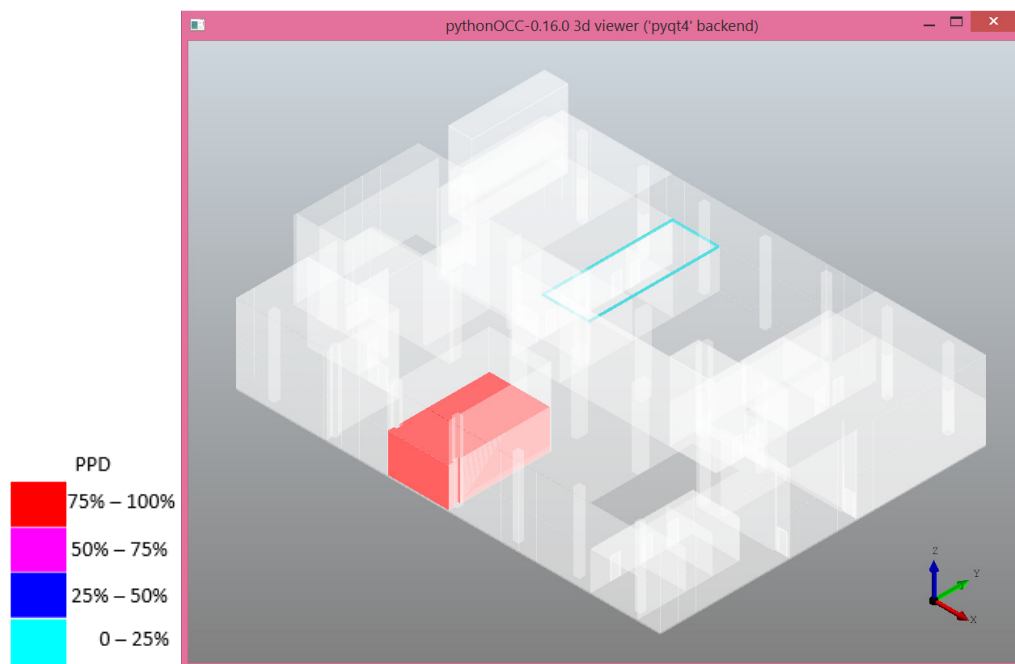 pythonOCC-0.16.0 3d viewer ('pyqt4' backend)
PPD
75% – 100%
50% – 75%
25% – 50%
0 – 25%
Z
Y
X